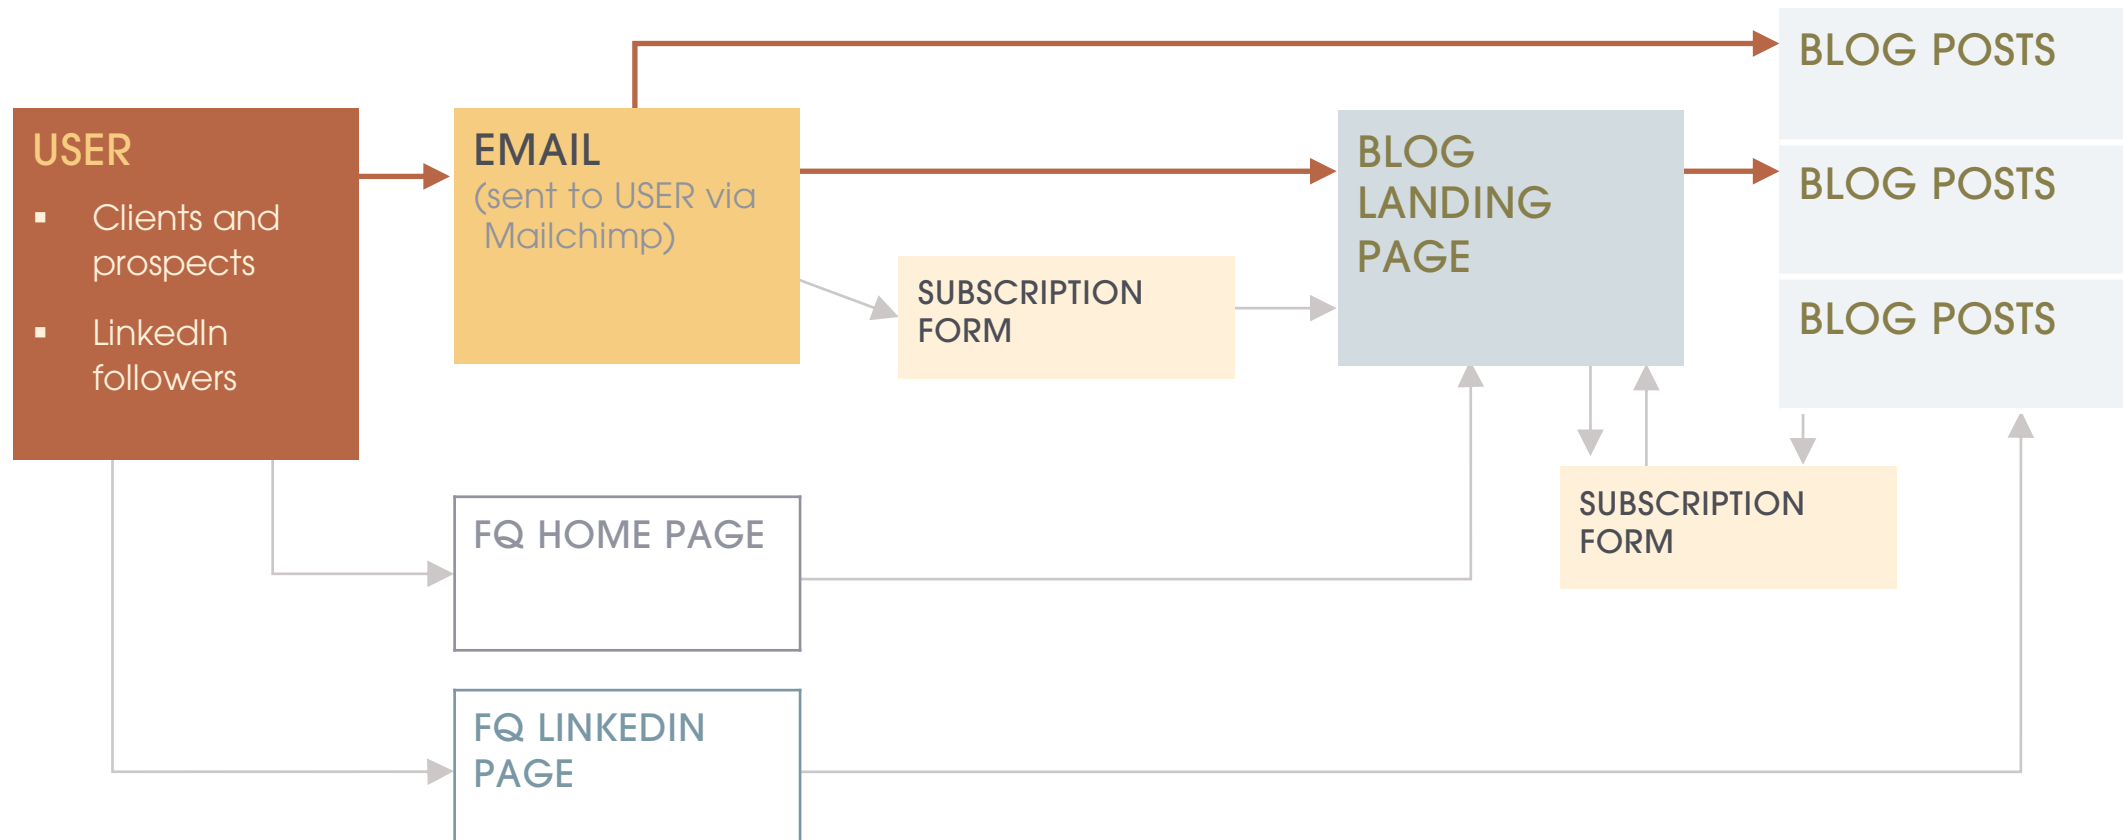 USER
▪ Clients and
prospects
▪ LinkedIn
followers
EMAIL
(sent to USER via
Mailchimp)
SUBSCRIPTION
FORM
BLOG
LANDING
PAGE
BLOG POSTS
BLOG POSTS
BLOG POSTS
SUBSCRIPTION
FORM
FQ HOME PAGE
FQ LINKEDIN
PAGE